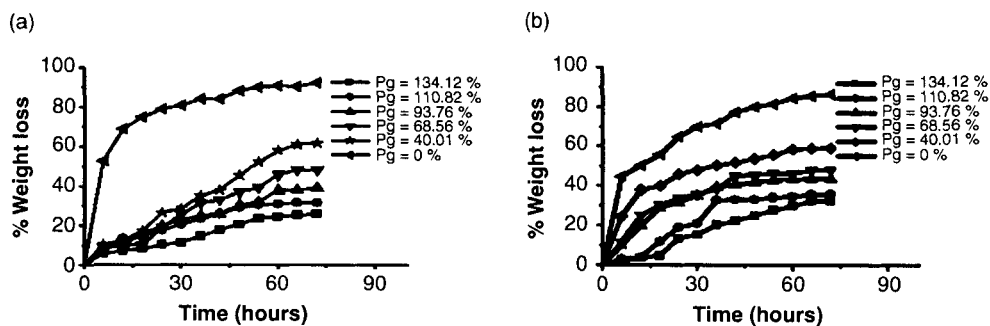 (a)
% Weight loss
100
80
60
40
20
0
0
30
60
90
Time (hours)
Pg = 134.12 %
Pg = 110.82 %
Pg = 93.76 %
Pg = 68.56 %
Pg = 40.01 %
Pg = 0 %
(b)
% Weight loss
100
80
60
40
20
0
0
30
60
90
Time (hours)
Pg = 134.12 %
Pg = 110.82 %
Pg = 93.76 %
Pg = 68.56 %
Pg = 40.01 %
Pg = 0 %